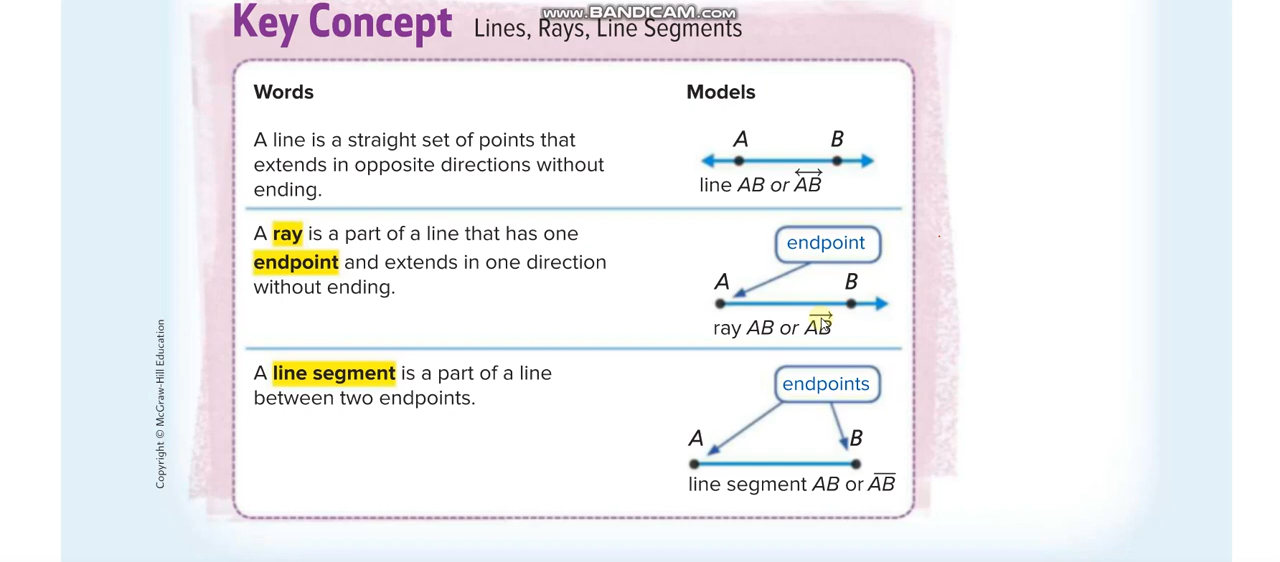 www.BANDICAM.com
Key Concept Lines, Rays, Line Segments
Words
Models
A line is a straight set of points that
extends in opposite directions without
ending.
A B
line AB or AB
A ray is a part of a line that has one
endpoint and extends in one direction
without ending.
endpoint
A B
ray AB or AB
A line segment is a part of a line
between two endpoints.
endpoints
A B
line segment AB or AB
Copyright © McGraw-Hill Education